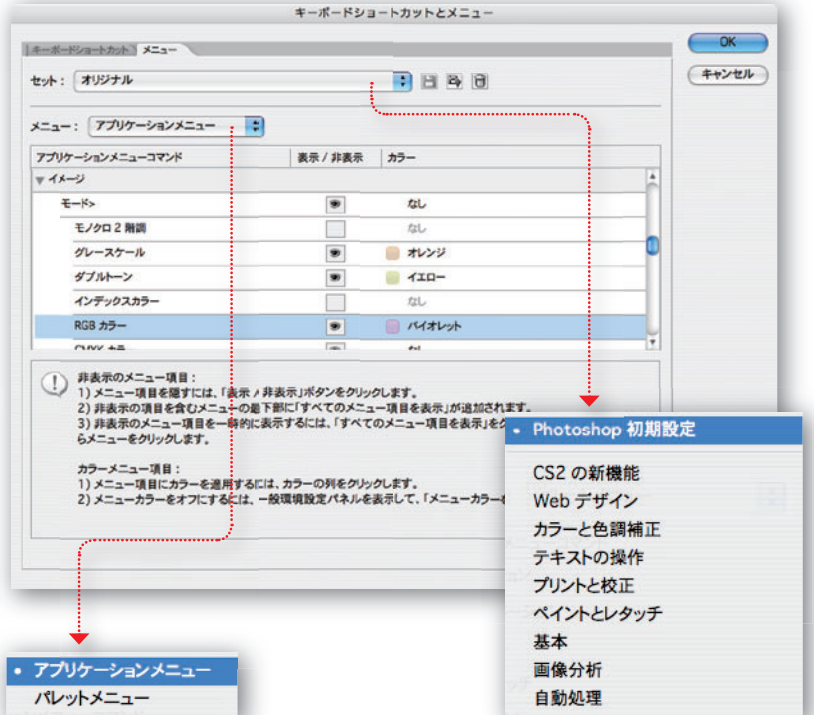 キーボードショートカットとメニュー
キーボードショートカット メニュー
OK
セット： オリジナル
キャンセル
メニュー： アプリケーションメニュー
アプリケーションメニューコマンド 表示 / 非表示 カラー
イメージ
モード> なし
モノクロ 2 階調 なし
グレースケール オレンジ
ダブルトーン イエロー
インデックスカラー なし
RGB カラー バイオレット
CMYK カラー なし
非表示のメニュー項目：
1) メニュー項目を隠すには、「表示 / 非表示」ボタンをクリックします。
2) 非表示の項目を含むメニューの最下部に「すべてのメニュー項目を表示」が追加されます。
3) 非表示のメニュー項目を一時的に表示するには、「すべてのメニュー項目を表示」を
らメニューをクリックします。
カラーメニュー項目：
1) メニュー項目にカラーを適用するには、カラーの列をクリックします。
2) メニューカラーをオフにするには、一般環境設定パネルを表示して、「メニューカラー
• Photoshop 初期設定
CS2 の新機能
Web デザイン
カラーと色調補正
テキストの操作
プリントと校正
ペイントとレタッチ
基本
画像分析
自動処理
• アプリケーションメニュー
パレットメニュー